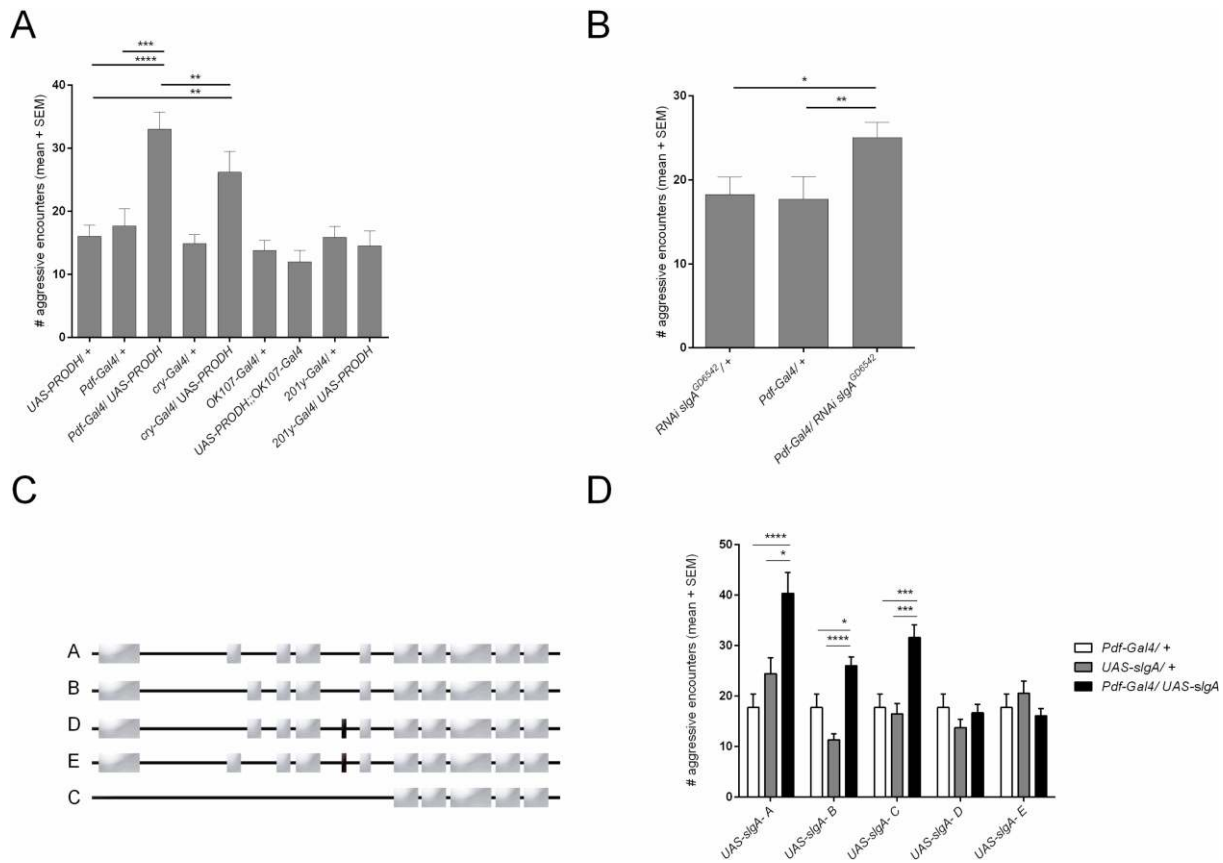 A
# aggressive encounters (mean + SEM)
***
****
**
**
40
30
20
10
0
UAS-PRODH/ +
Pdf-Gal4/ +
Pdf-Gal4/ UAS-PRODH
cry-Gal4/ +
cry-Gal4/ UAS-PRODH
OK107-Gal4/ +
UAS-PRODH::OK107-Gal4
201y-Gal4/ +
201y-Gal4/ UAS-PRODH
B
# aggressive encounters (mean + SEM)
*
**
30
20
10
0
RNAi slgA^GD6542/ +
Pdf-Gal4/ +
Pdf-Gal4/ RNAi slgA^GD6542
C
A
B
D
E
C
D
# aggressive encounters (mean + SEM)
****
*
*
****
***
***
50
40
30
20
10
0
UAS-slgA- A
UAS-slgA- B
UAS-slgA- C
UAS-slgA- D
UAS-slgA- E
Pdf-Gal4/ +
UAS-slgA/ +
Pdf-Gal4/ UAS-slgA